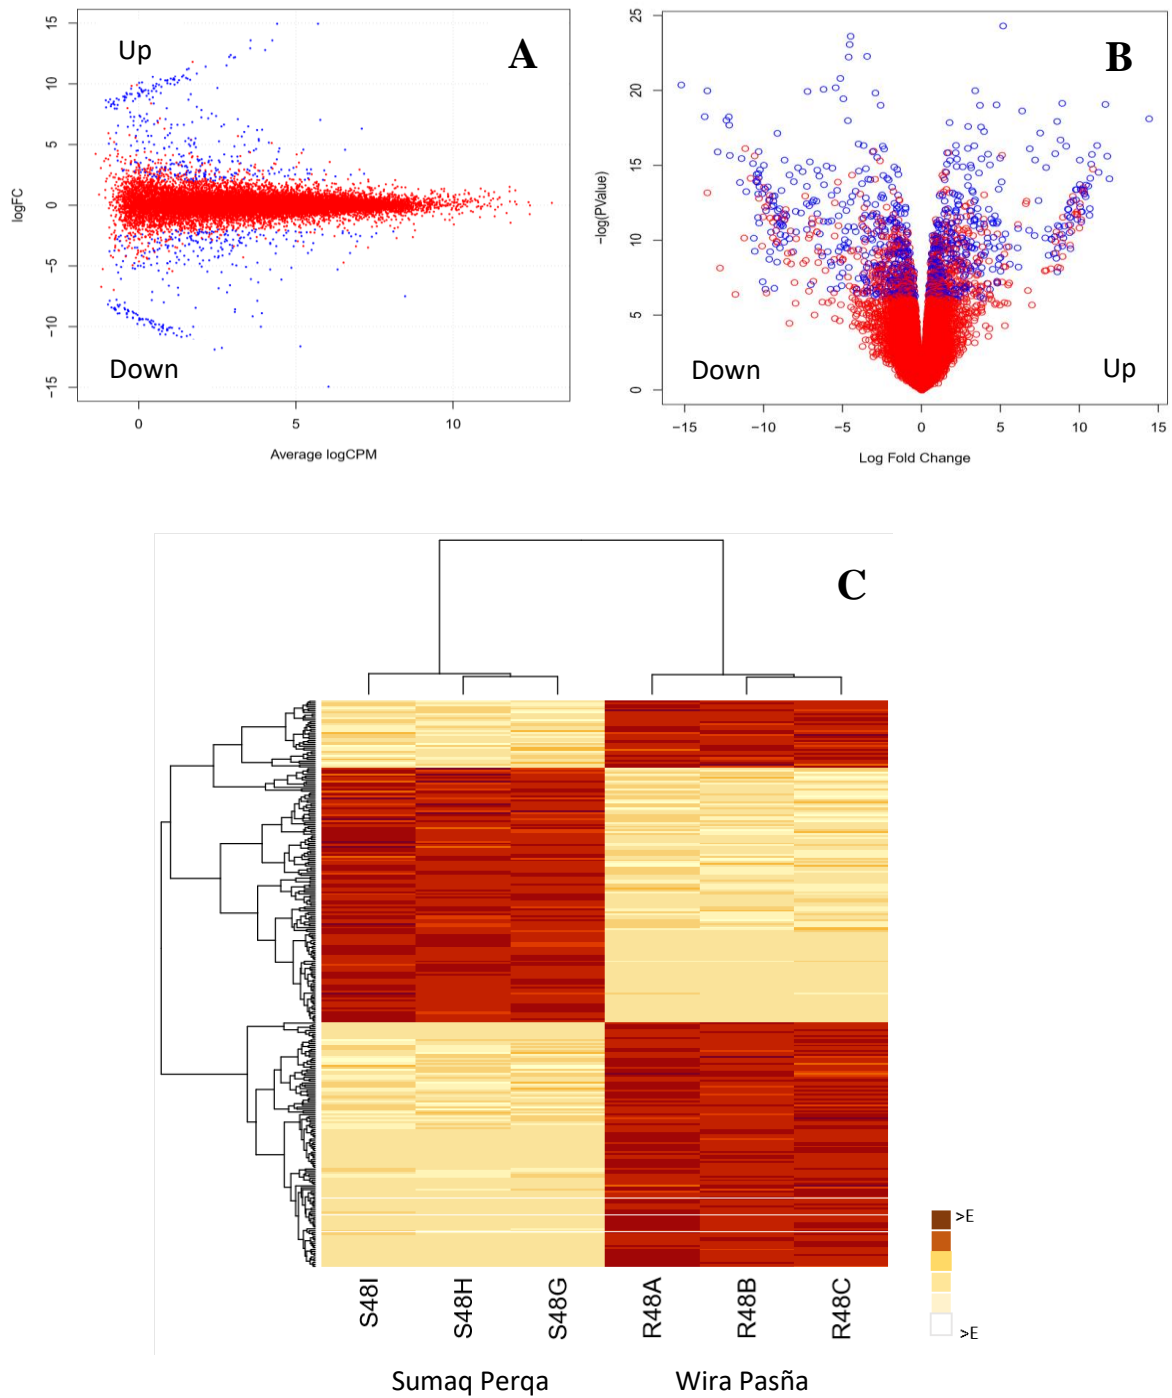 A
Up
Down
15
10
5
0
−5
−10
−15
logFC
0 5 10
Average logCPM
B
Down
Up
25
20
15
10
5
0
−log(PValue)
−15 −10 −5 0 5 10 15
Log Fold Change
C
>E
>E
S48I S48H S48G R48A R48B R48C
Sumaq Perqa Wira Pasña